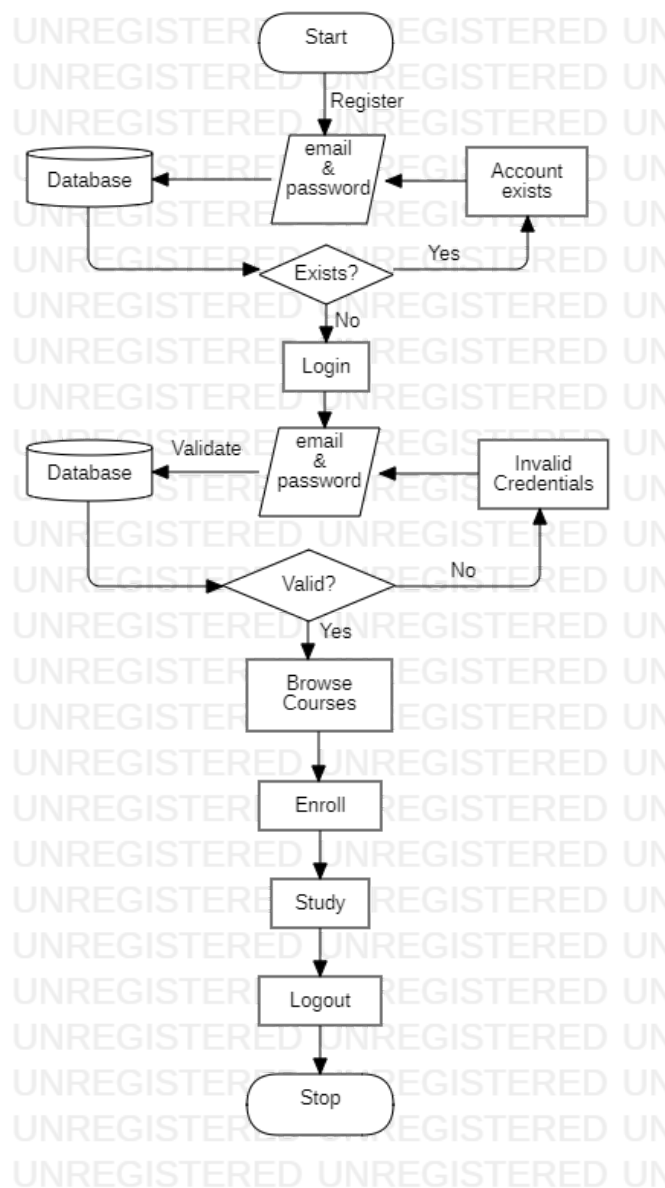 Start
Register
email
&
password
Database
Account
exists
Exists?
Yes
No
Login
email
&
password
Validate
Database
Invalid
Credentials
Valid?
No
Yes
Browse
Courses
Enroll
Study
Logout
Stop
UNREGISTERED